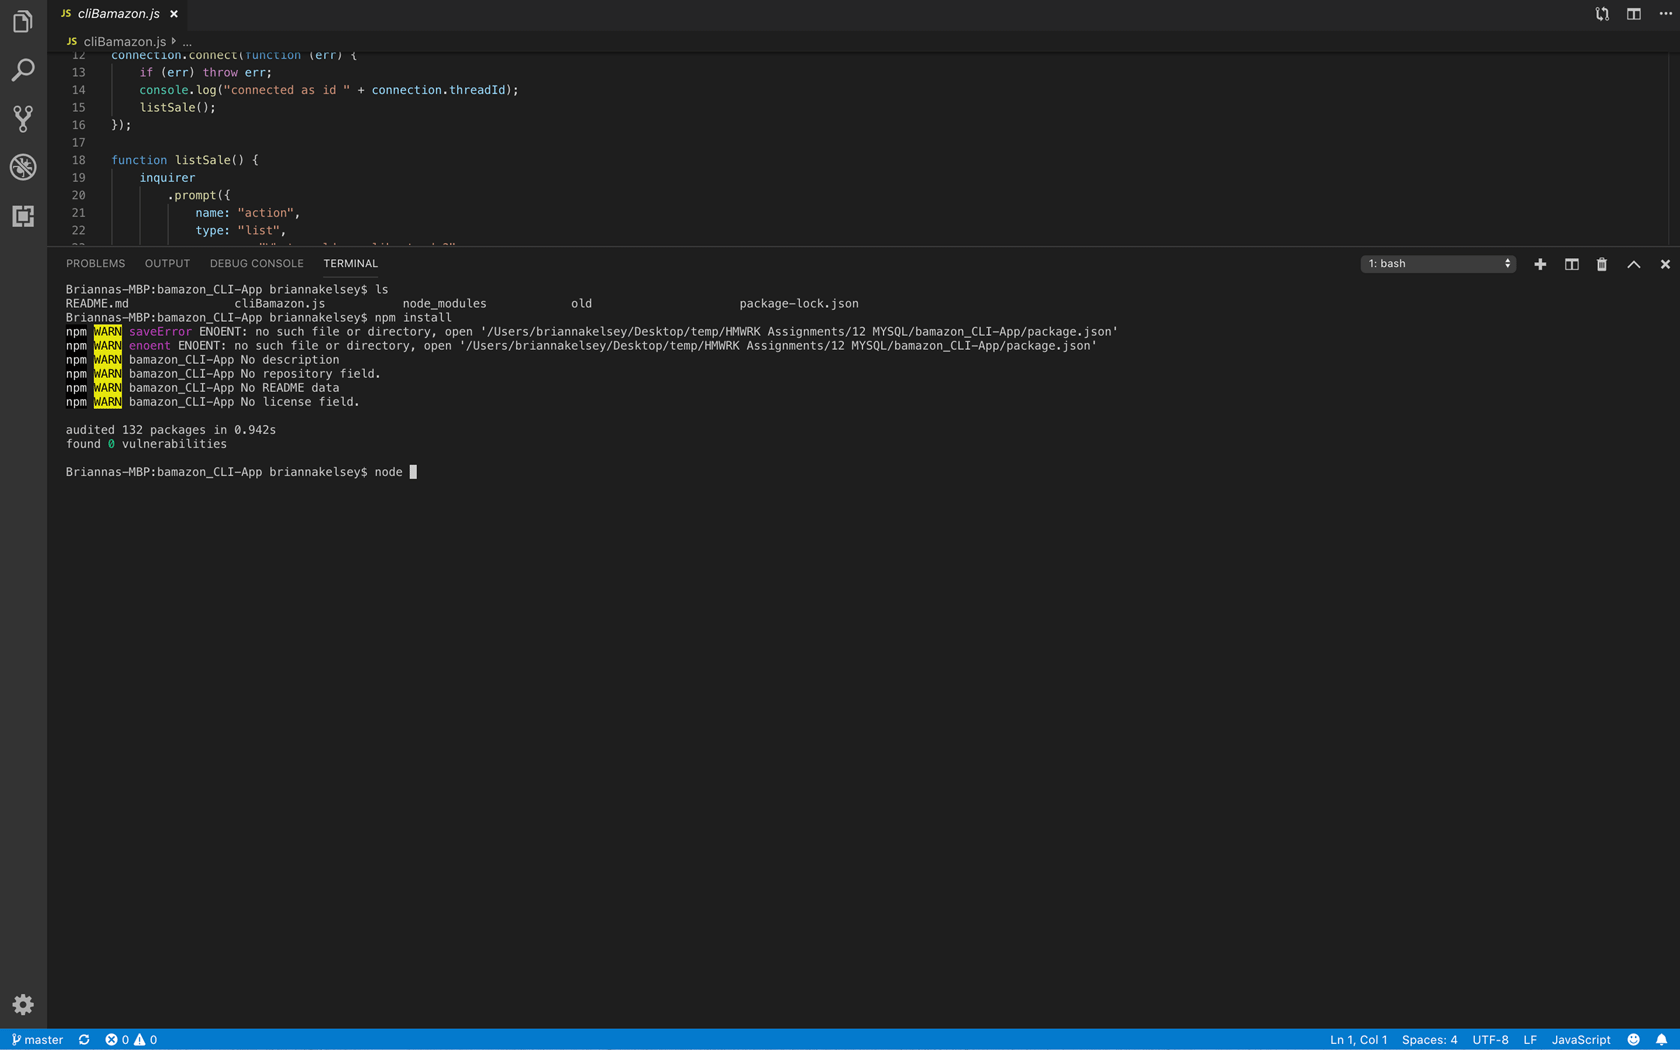 JS cliBamazon.js ×
JS cliBamazon.js ...
12 connection.connect(function (err) {
13 if (err) throw err;
14 console.log("connected as id " + connection.threadId);
15 listSale();
16 });
17
18 function listSale() {
19 inquirer
20 .prompt({
21 name: "action",
22 type: "list",
PROBLEMS OUTPUT DEBUG CONSOLE TERMINAL 1: bash
Briannas-MBP:bamazon_CLI-App briannakelsey$ ls
README.md cliBamazon.js node_modules old package-lock.json
Briannas-MBP:bamazon_CLI-App briannakelsey$ npm install
npm WARN saveError ENOENT: no such file or directory, open '/Users/briannakelsey/Desktop/temp/HMWRK Assignments/12 MYSQL/bamazon_CLI-App/package.json'
npm WARN enoent ENOENT: no such file or directory, open '/Users/briannakelsey/Desktop/temp/HMWRK Assignments/12 MYSQL/bamazon_CLI-App/package.json'
npm WARN bamazon_CLI-App No description
npm WARN bamazon_CLI-App No repository field.
npm WARN bamazon_CLI-App No README data
npm WARN bamazon_CLI-App No license field.
audited 132 packages in 0.942s
found 0 vulnerabilities
Briannas-MBP:bamazon_CLI-App briannakelsey$ node
master 0 0 Ln 1, Col 1 Spaces: 4 UTF-8 LF JavaScript